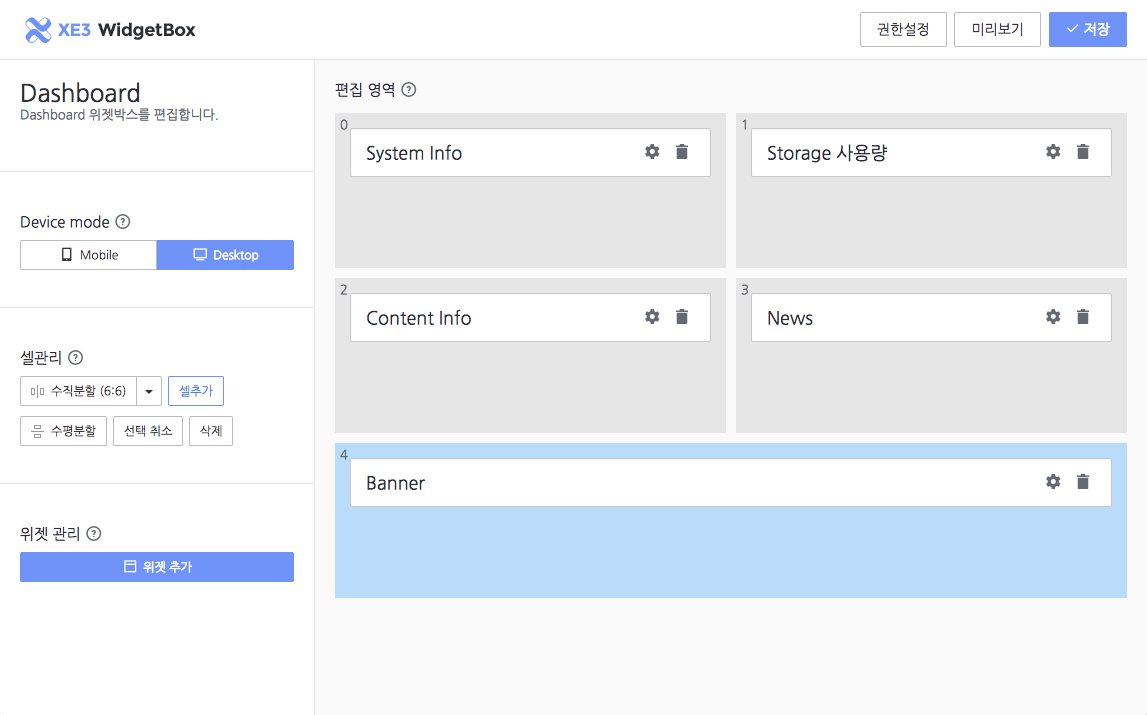 XE3 WidgetBox
권한설정
미리보기
저장
Dashboard
Dashboard 위젯박스를 편집합니다.
Device mode ?
Mobile
Desktop
셀관리 ?
수직분할 (6:6)
셀추가
수평분할
선택 취소
삭제
위젯 관리 ?
위젯 추가
편집 영역 ?
0
System Info
1
Storage 사용량
2
Content Info
3
News
4
Banner